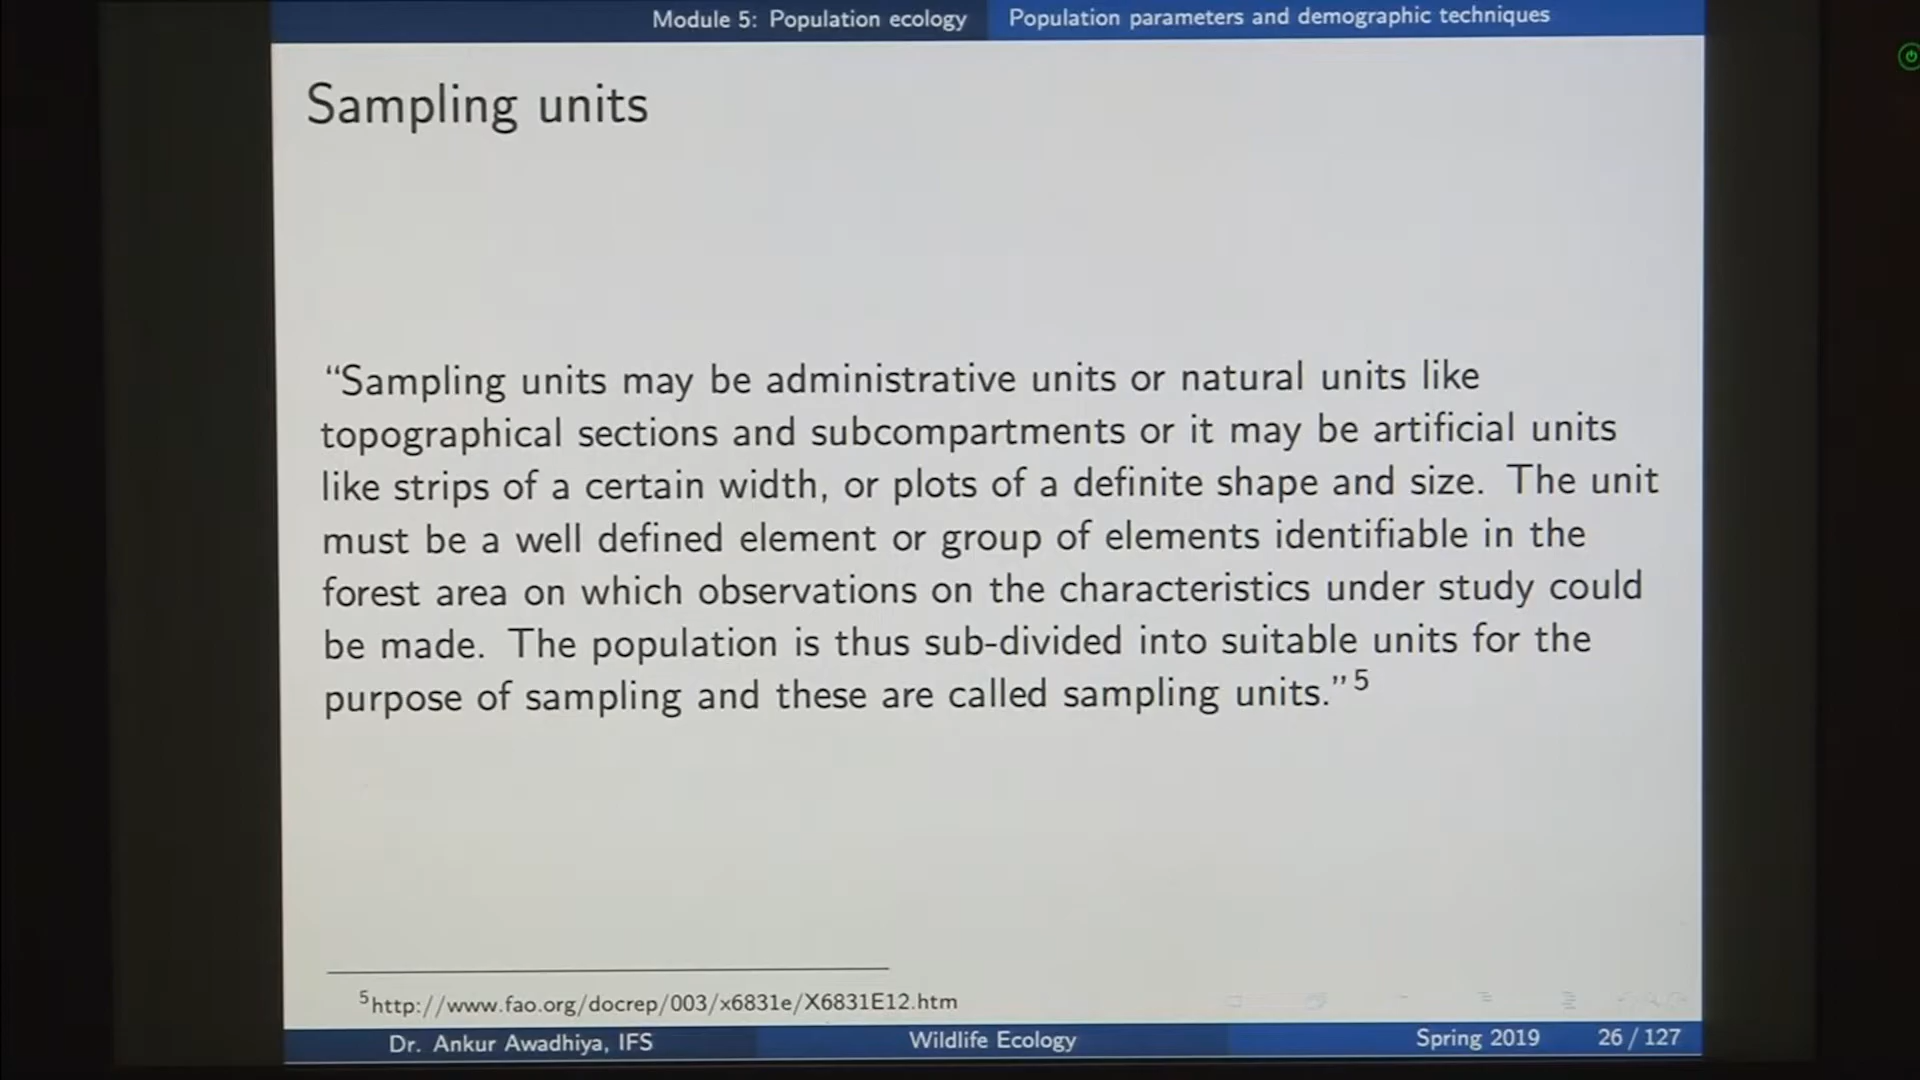 Module 5: Population ecology Population parameters and demographic techniques
Sampling units
“Sampling units may be administrative units or natural units like
topographical sections and subcompartments or it may be artificial units
like strips of a certain width, or plots of a definite shape and size. The unit
must be a well defined element or group of elements identifiable in the
forest area on which observations on the characteristics under study could
be made. The population is thus sub-divided into suitable units for the
purpose of sampling and these are called sampling units.”5
5http://www.fao.org/docrep/003/x6831e/X6831E12.htm
Dr. Ankur Awadhiya, IFS Wildlife Ecology Spring 2019 26 / 127